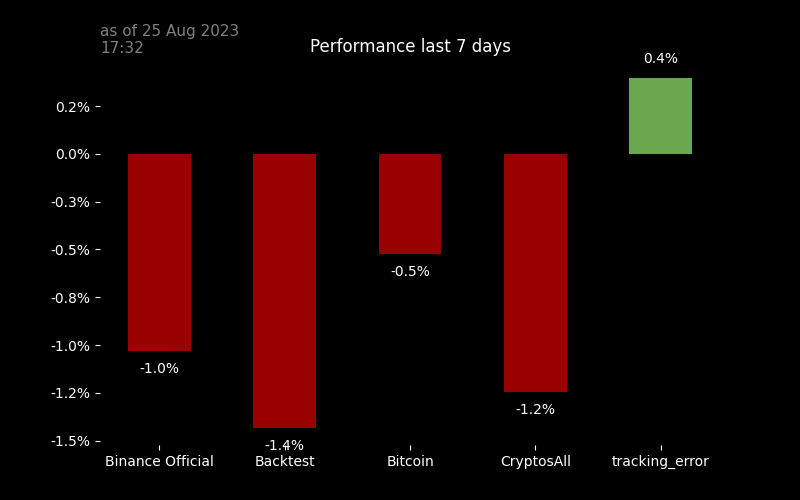 as of 25 Aug 2023
17:32
Performance last 7 days
0.4%
0.2%
0.0%
-0.3%
-0.5%
-0.8%
-1.0%
-1.2%
-1.5%
-1.0%
-1.4%
-0.5%
-1.2%
Binance Official
Backtest
Bitcoin
CryptosAll
tracking_error